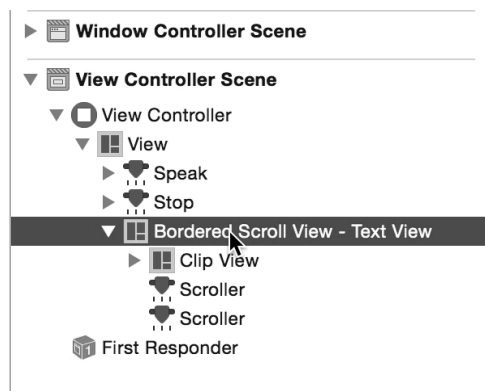 Window Controller Scene
View Controller Scene
View Controller
View
Speak
Stop
Bordered Scroll View - Text View
Clip View
Scroller
Scroller
1
First Responder